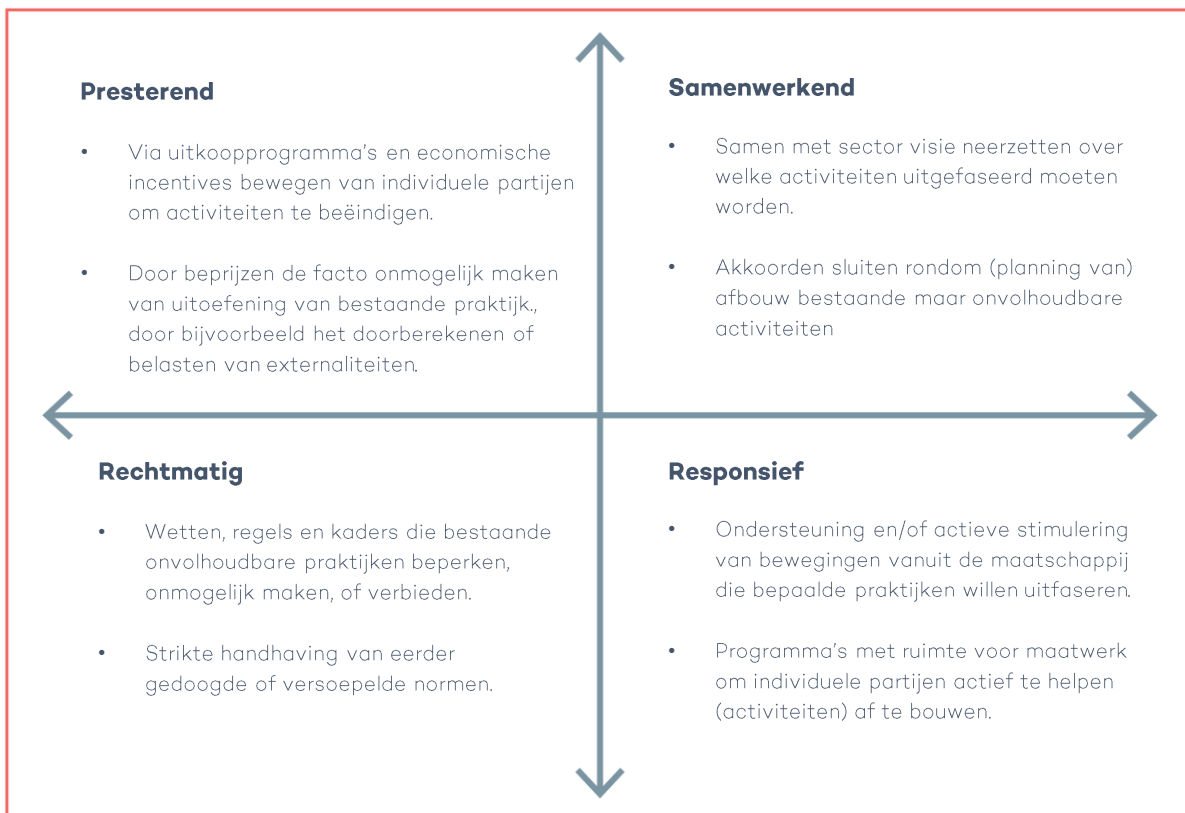 Presterend
• Via uitkoopprogramma's en economische
incentives bewegen van individuele partijen
om activiteiten te beëindigen.
• Door beprijzen de facto onmogelijk maken
van uitoefening van bestaande praktijk.,
door bijvoorbeeld het doorberekenen of
belasten van externaliteiten.
Samenwerkend
• Samen met sector visie neerzetten over
welke activiteiten uitgefaseerd moeten
worden.
• Akkoorden sluiten rondom (planning van)
afbouw bestaande maar onvolhoudbare
activiteiten
Rechtmatig
• Wetten, regels en kaders die bestaande
onvolhoudbare praktijken beperken,
onmogelijk maken, of verbieden.
• Strikte handhaving van eerder
gedoogde of versoepelde normen.
Responsief
• Ondersteuning en/of actieve stimulering
van bewegingen vanuit de maatschappij
die bepaalde praktijken willen uitfaseren.
• Programma's met ruimte voor maatwerk
om individuele partijen actief te helpen
(activiteiten) af te bouwen.